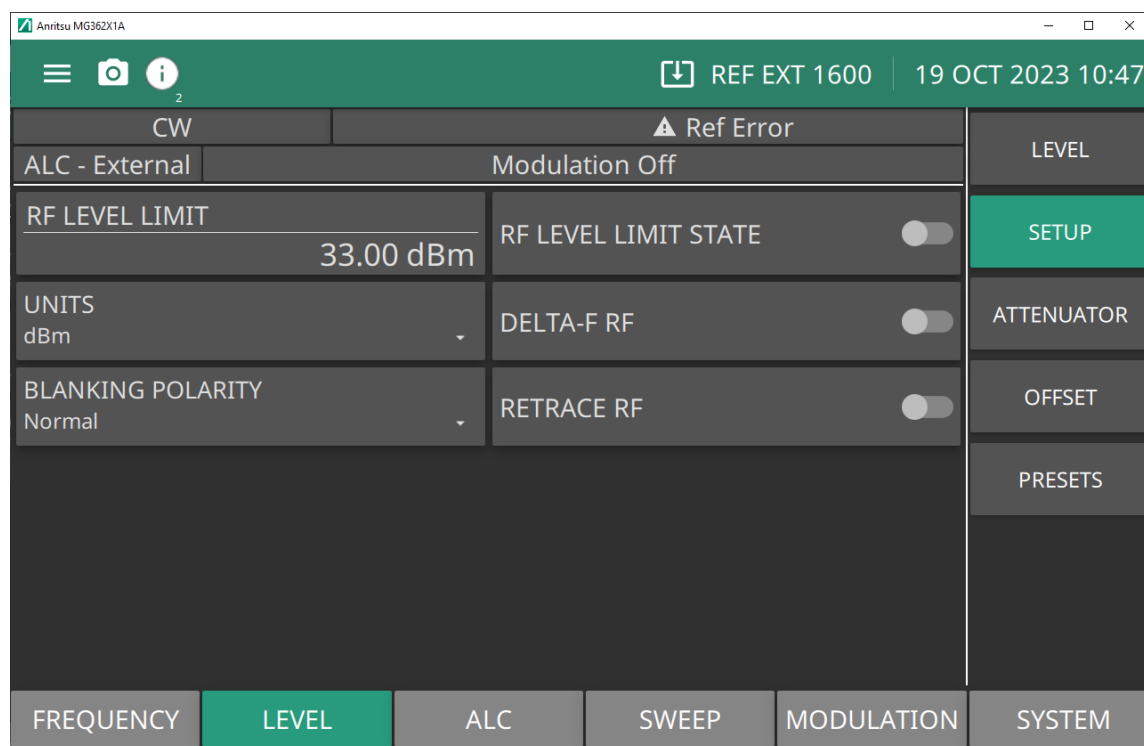 Anritsu MG362X1A
2
REF EXT 1600
19 OCT 2023 10:47
CW
Ref Error
ALC - External
Modulation Off
RF LEVEL LIMIT
33.00 dBm
RF LEVEL LIMIT STATE
UNITS
dBm
DELTA-F RF
BLANKING POLARITY
Normal
RETRACE RF
LEVEL
SETUP
ATTENUATOR
OFFSET
PRESETS
FREQUENCY
LEVEL
ALC
SWEEP
MODULATION
SYSTEM